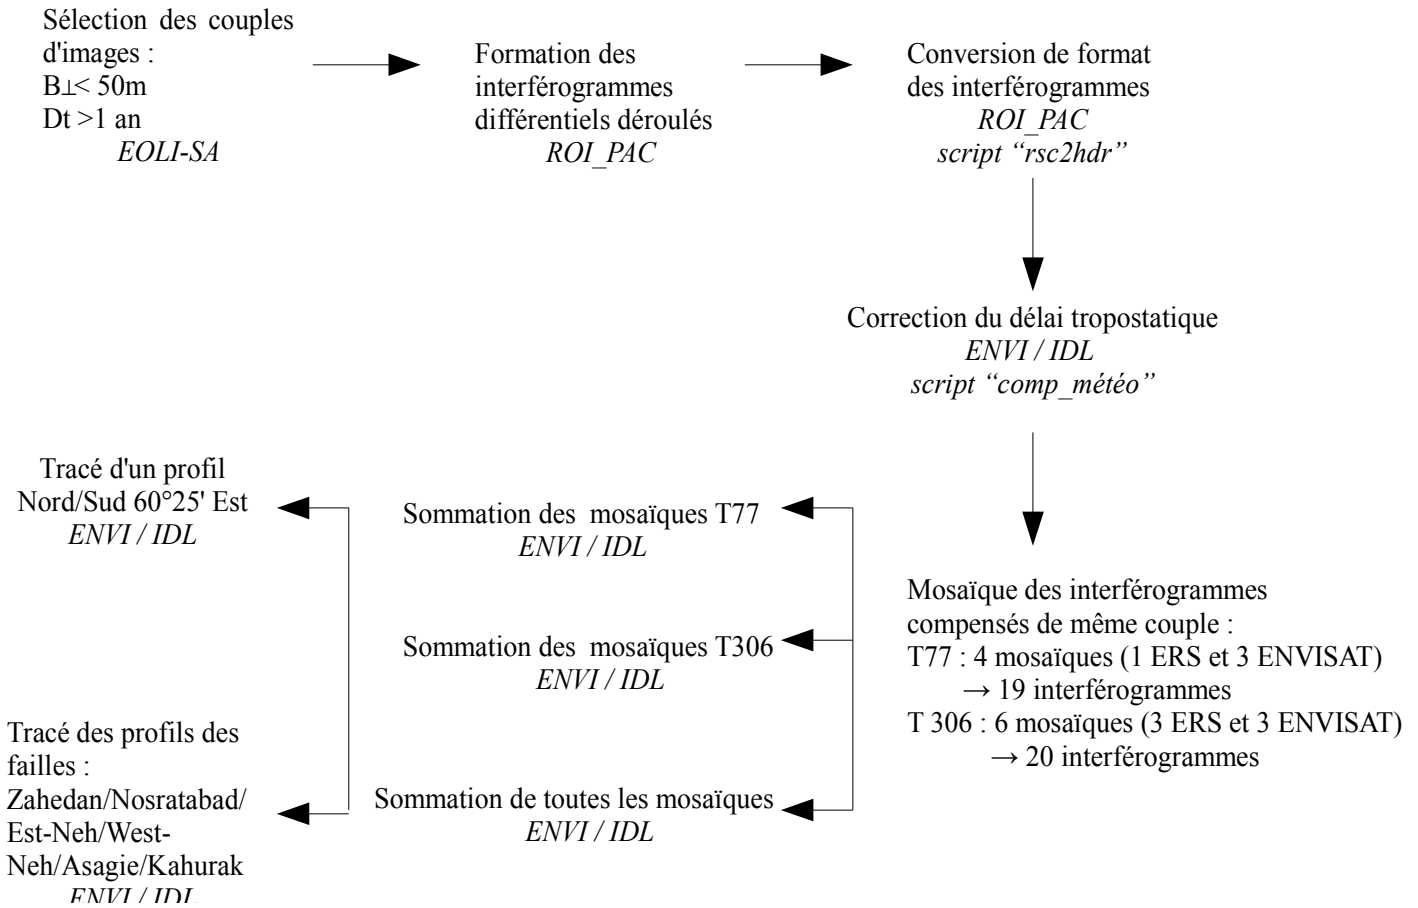 Sélection des couples
d'images :
B⊥< 50m
Dt >1 an
EOLI-SA
Formation des
interférogrammes
différentiels déroulés
ROI_PAC
Conversion de format
des interférogrammes
ROI_PAC
script “rsc2hdr”
Correction du délai tropostatique
ENVI / IDL
script “comp_météo”
Mosaïque des interférogrammes
compensés de même couple :
T77 : 4 mosaïques (1 ERS et 3 ENVISAT)
→ 19 interférogrammes
T 306 : 6 mosaïques (3 ERS et 3 ENVISAT)
→ 20 interférogrammes
Sommation des mosaïques T77
ENVI / IDL
Sommation des mosaïques T306
ENVI / IDL
Sommation de toutes les mosaïques
ENVI / IDL
Tracé d'un profil
Nord/Sud 60°25' Est
ENVI / IDL
Tracé des profils des
failles :
Zahedan/Nosratabad/
Est-Neh/West-
Neh/Asagie/Kahurak
ENVI / IDL